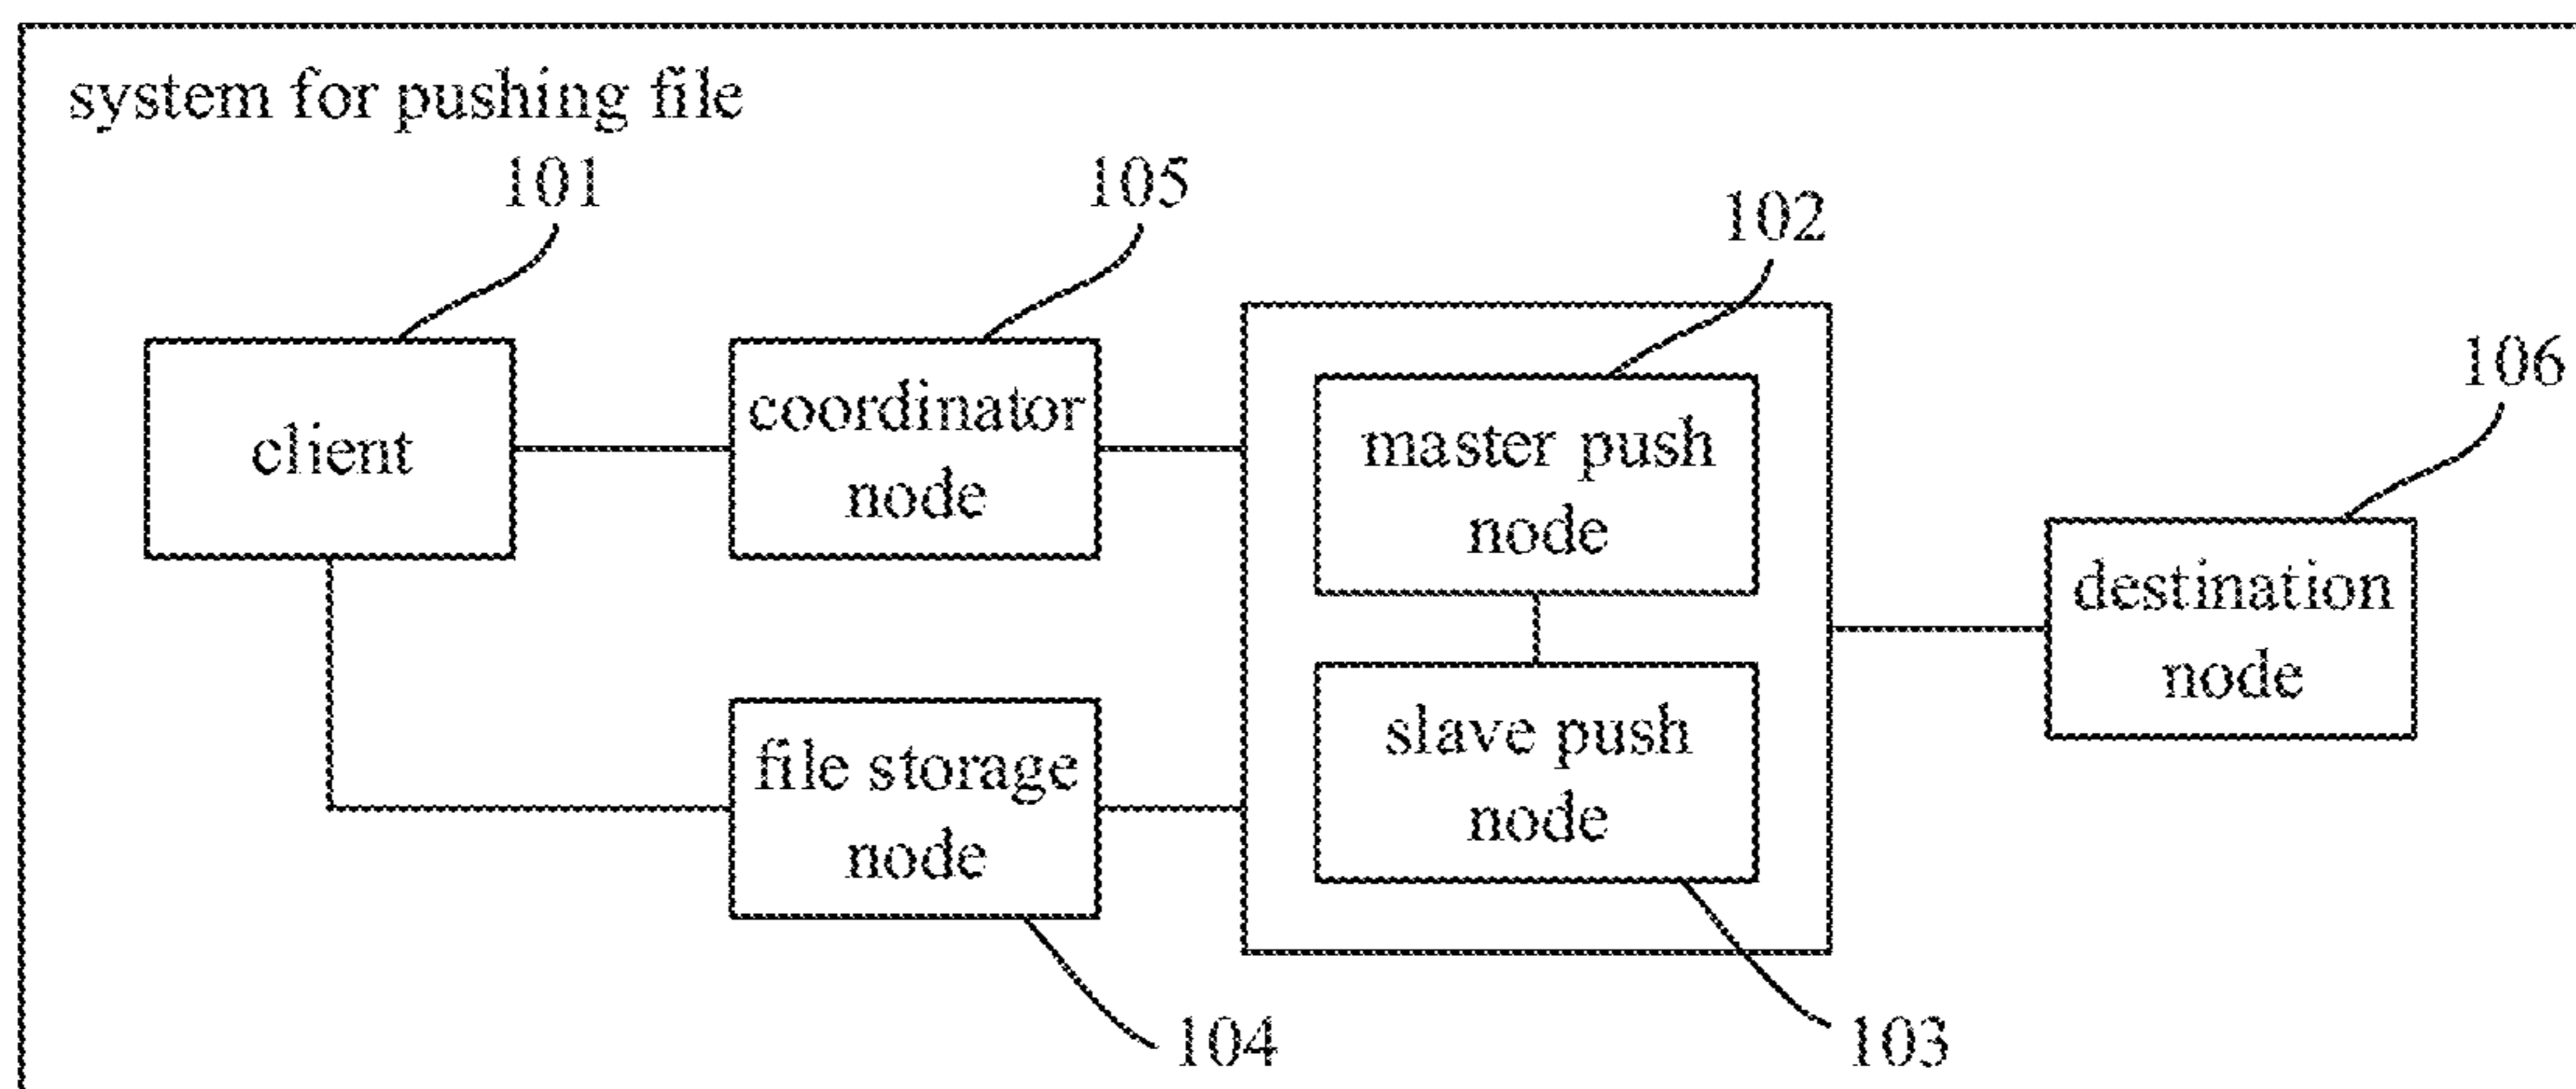 system for pushing file
101
105
102
106
client
coordinator
node
master push
node
destination
node
file storage
node
slave push
node
104
103